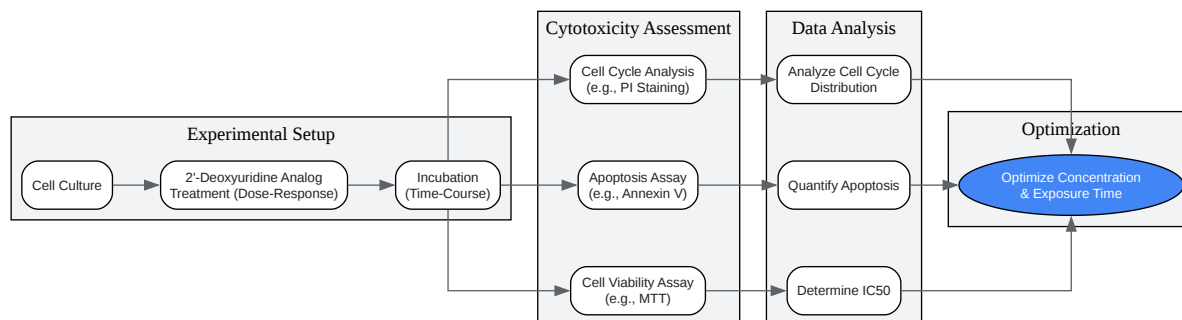 Cytotoxicity Assessment
Data Analysis
Cell Cycle Analysis
(e.g., PI Staining)
Analyze Cell Cycle
Distribution
Experimental Setup
Optimization
Cell Culture
2'-Deoxyuridine Analog
Treatment (Dose-Response)
Incubation
(Time-Course)
Apoptosis Assay
(e.g., Annexin V)
Quantify Apoptosis
Optimize Concentration
& Exposure Time
Cell Viability Assay
(e.g., MTT)
Determine IC50